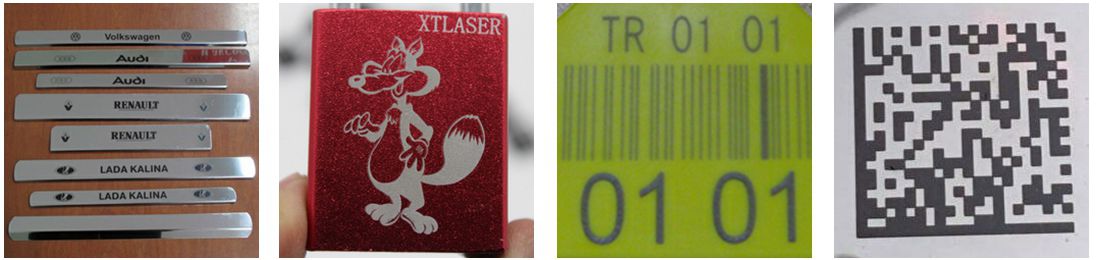 Volkswagen
Audi
Audi
RENAULT
RENAULT
LADA KALINA
LADA KALINA
XTLASER
TR 01 01
01 01